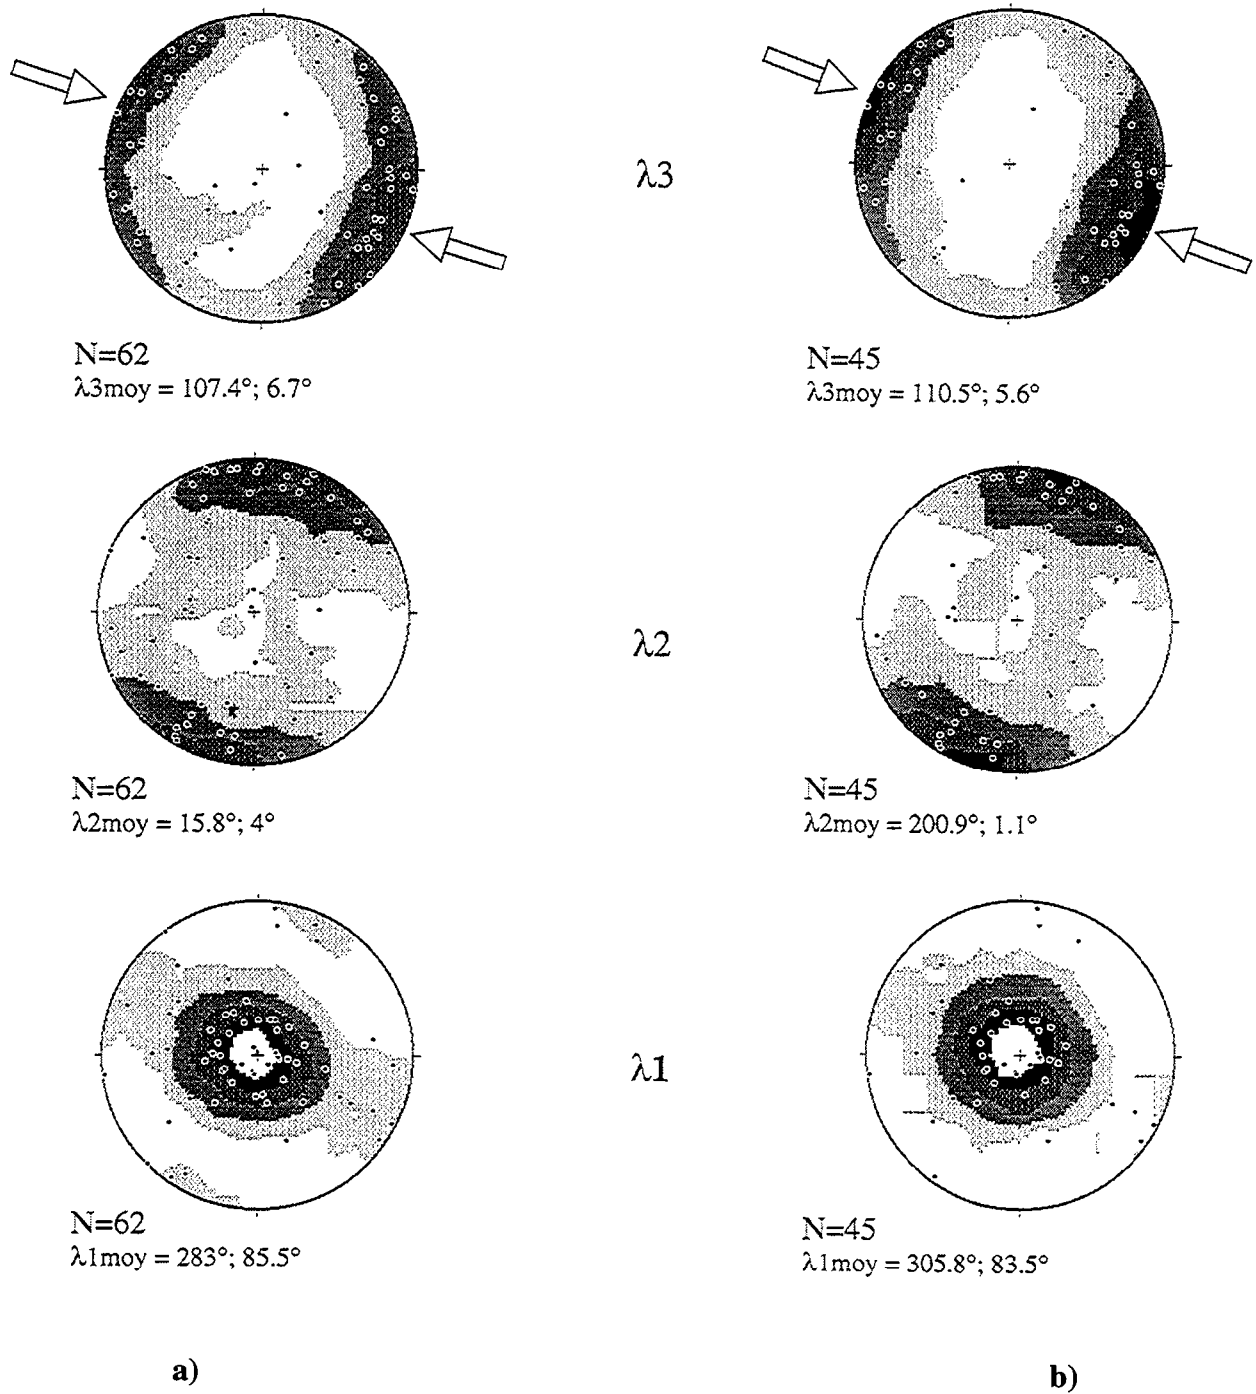 λ3
N=62
λ3moy = 107.4°; 6.7°
N=45
λ3moy = 110.5°; 5.6°
λ2
N=62
λ2moy = 15.8°; 4°
N=45
λ2moy = 200.9°; 1.1°
λ1
N=62
λ1moy = 283°; 85.5°
N=45
λ1moy = 305.8°; 83.5°
a)
b)